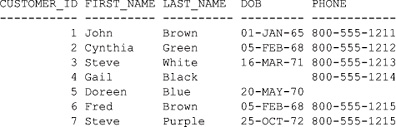 CUSTOMER_ID FIRST_NAME LAST_NAME DOB PHONE
----------- ---------- ---------- --------- ------------
1 John Brown 01-JAN-65 800-555-1211
2 Cynthia Green 05-FEB-68 800-555-1212
3 Steve White 16-MAR-71 800-555-1213
4 Gail Black 800-555-1214
5 Doreen Blue 20-MAY-70
6 Fred Brown 05-FEB-68 800-555-1215
7 Steve Purple 25-OCT-72 800-555-1215